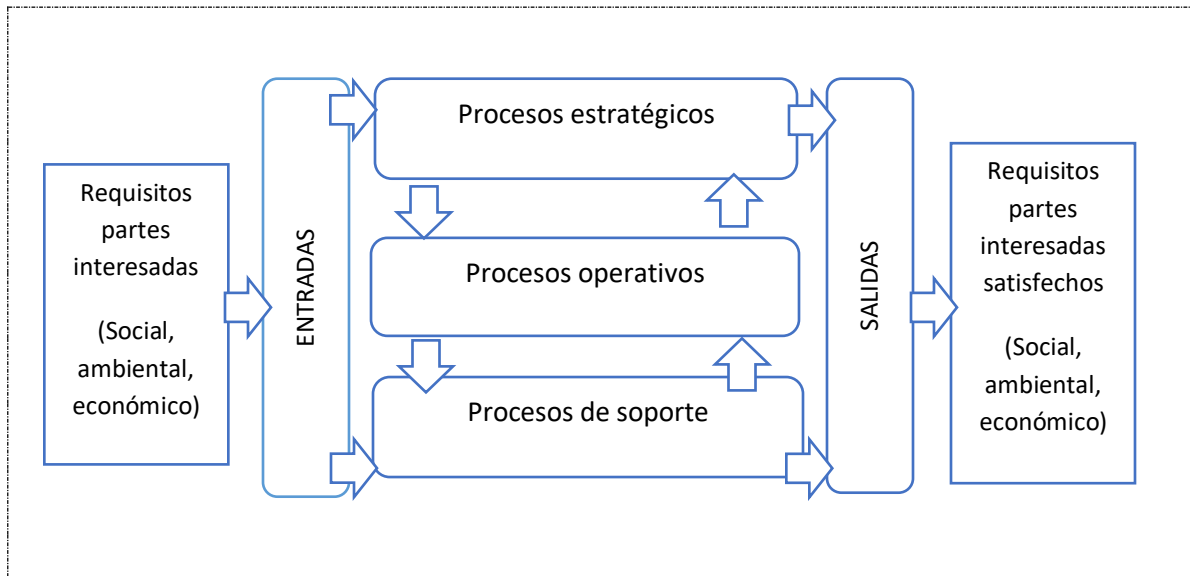 Requisitos
partes
interesadas
(Social,
ambiental,
económico)
ENTRADAS
Procesos estratégicos
Procesos operativos
Procesos de soporte
SALIDAS
Requisitos
partes
interesadas
satisfechos
(Social,
ambiental,
económico)